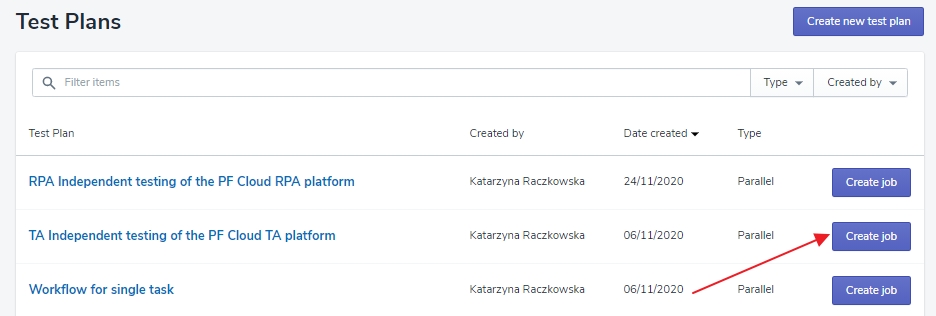 Test Plans
Create new test plan
Filter items
Type
Created by
Test Plan Created by Date created Type
RPA Independent testing of the PF Cloud RPA platform Katarzyna Raczkowska 24/11/2020 Parallel Create job
TA Independent testing of the PF Cloud TA platform Katarzyna Raczkowska 06/11/2020 Parallel Create job
Workflow for single task Katarzyna Raczkowska 06/11/2020 Parallel Create job